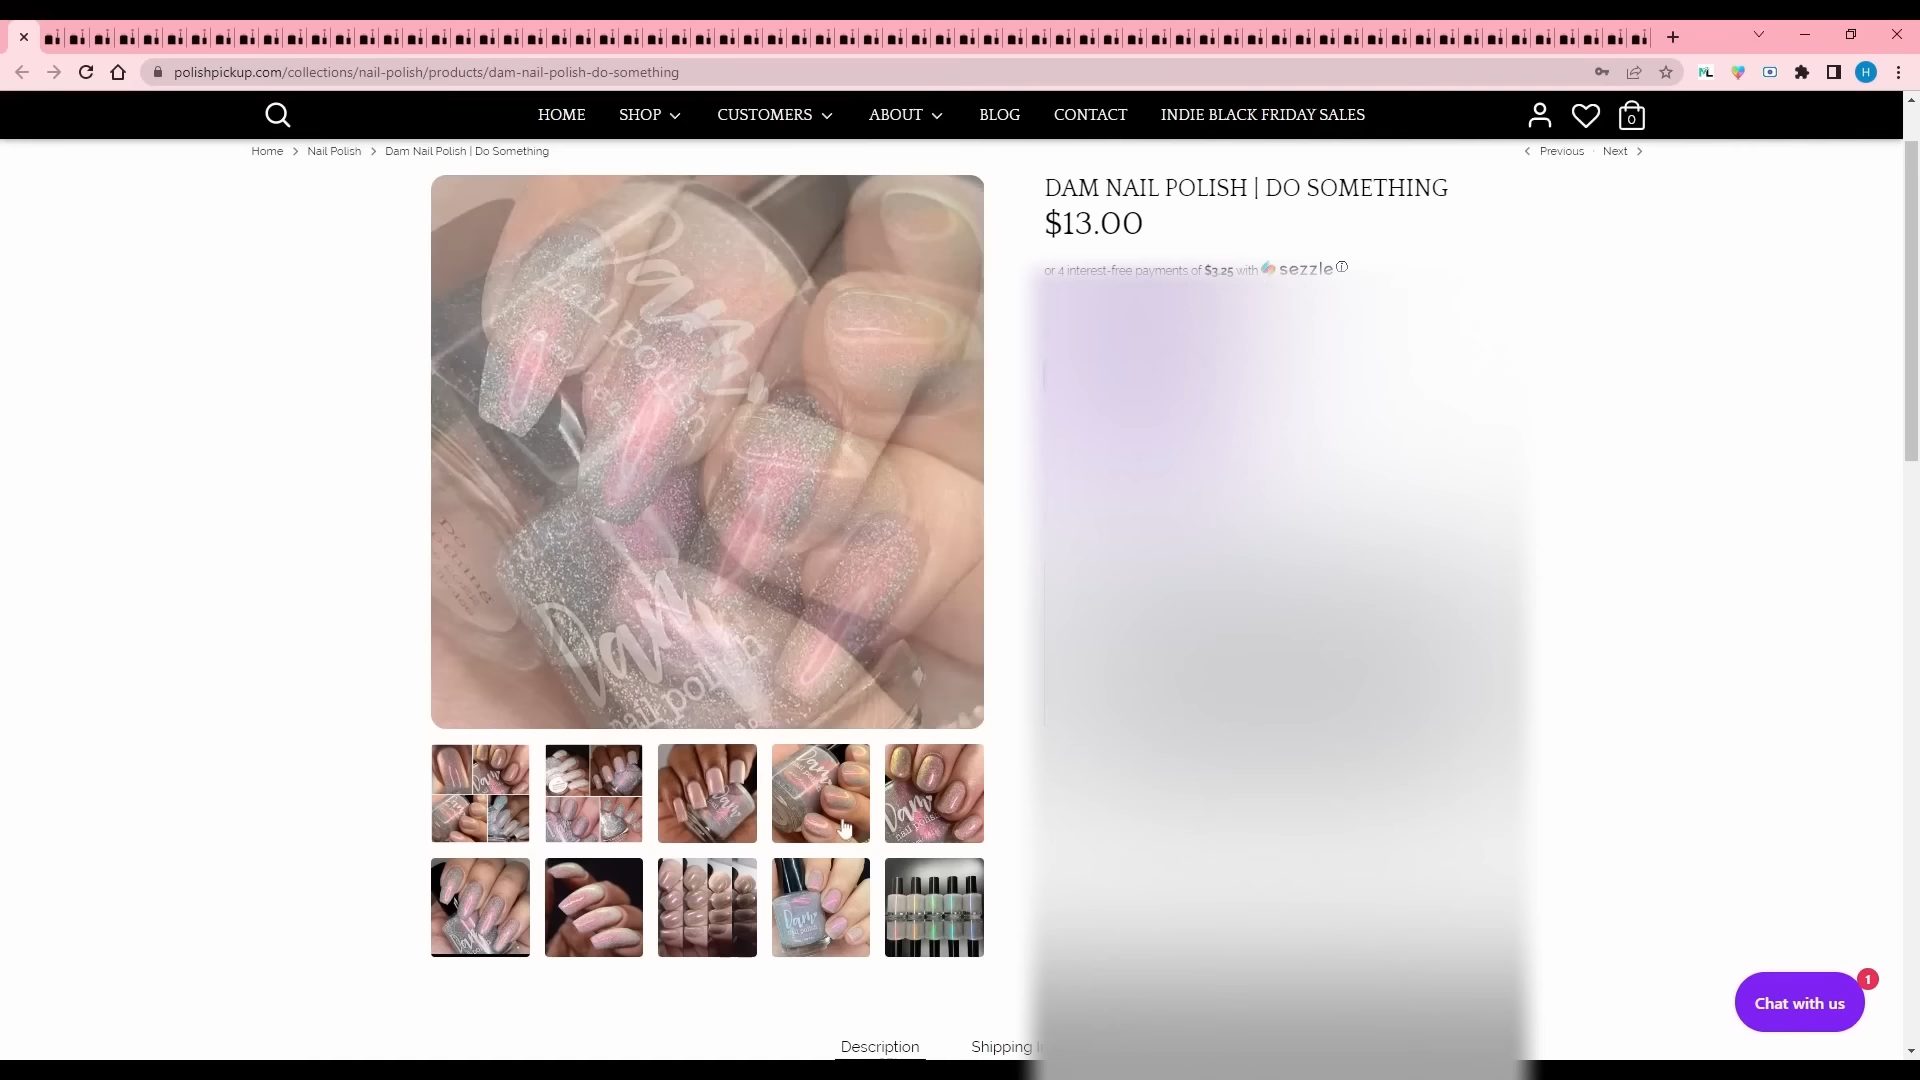 polishpickup.com/collections/nail-polish/products/dam-nail-polish-do-something
HOME SHOP CUSTOMERS ABOUT BLOG CONTACT INDIE BLACK FRIDAY SALES
0
Home > Nail Polish > Dam Nail Polish | Do Something
< Previous · Next >
DAM NAIL POLISH | DO SOMETHING
$13.00
or 4 interest-free payments of $3.25 with sezzle
Dam
nail polish
Dam
nail polish
Chat with us
1
Description
Shipping